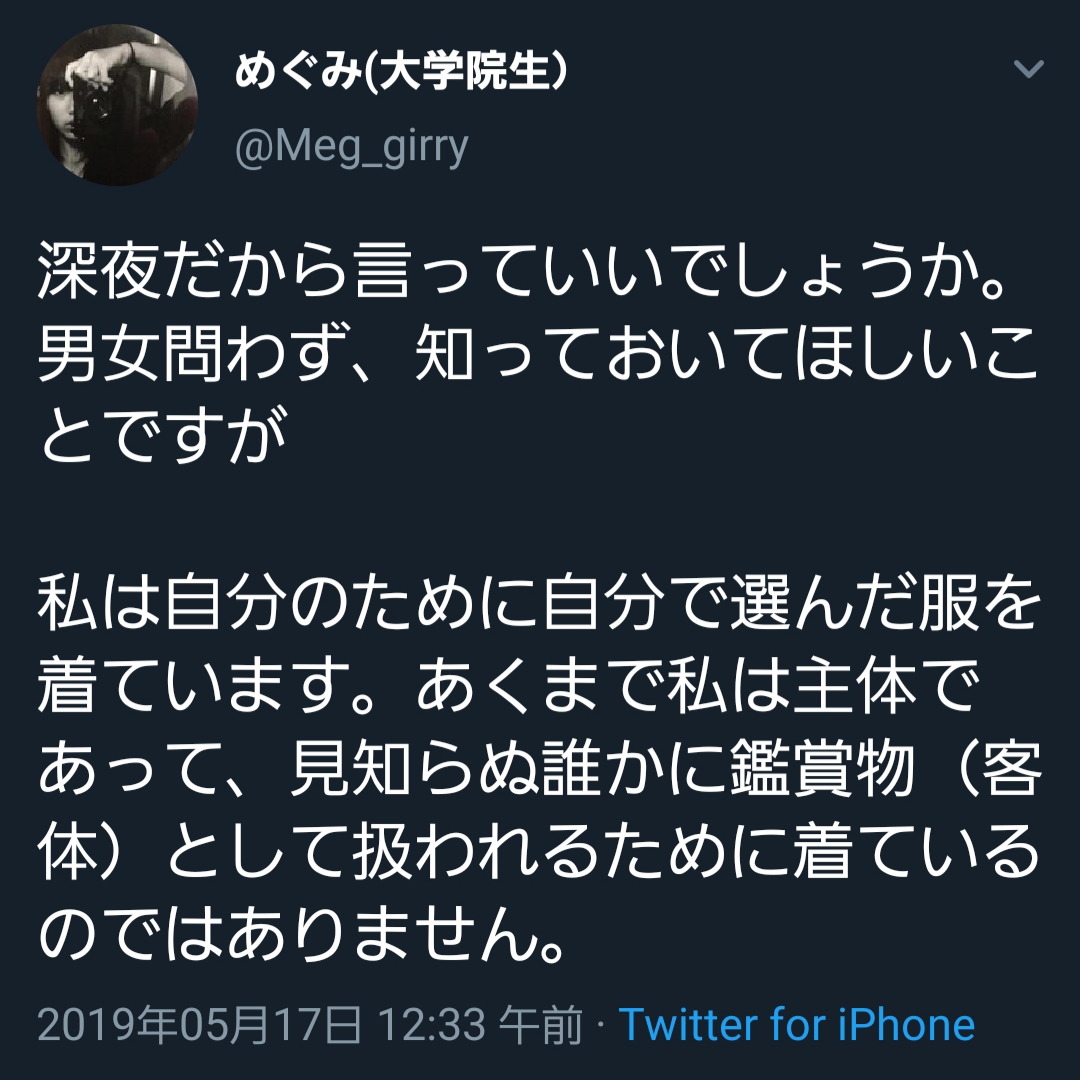 めぐみ(大学院生）
@Meg_girry
深夜だから言っていいでしょうか。
男女問わず、知っておいてほしいこ
とですが
私は自分のために自分で選んだ服を
着ています。あくまで私は主体で
あって、見知らぬ誰かに鑑賞物（客
体）として扱われるために着ている
のではありません。
2019年05月17日 12:33 午前 · Twitter for iPhone